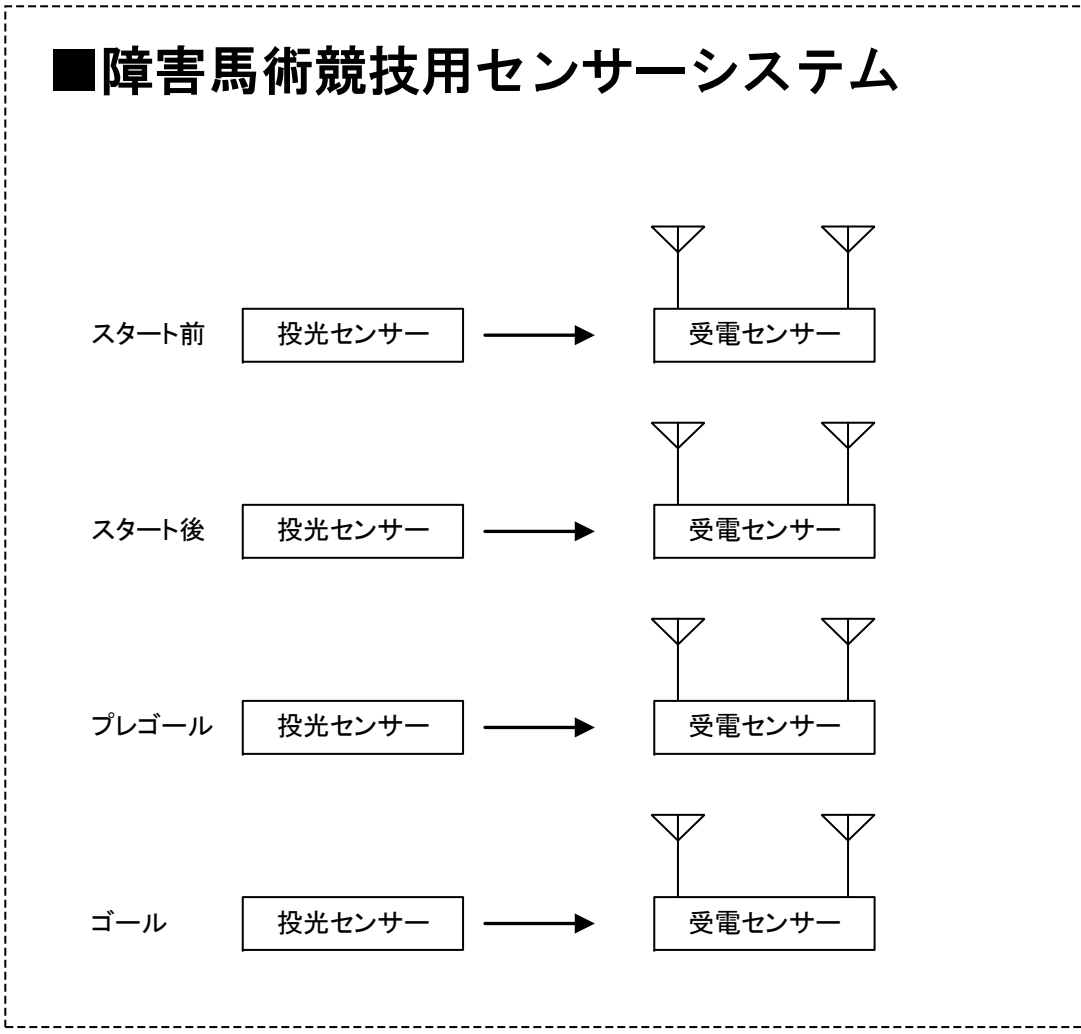 ■障害馬術競技用センサーシステム
スタート前 投光センサー 受電センサー
スタート後 投光センサー 受電センサー
プレゴール 投光センサー 受電センサー
ゴール 投光センサー 受電センサー